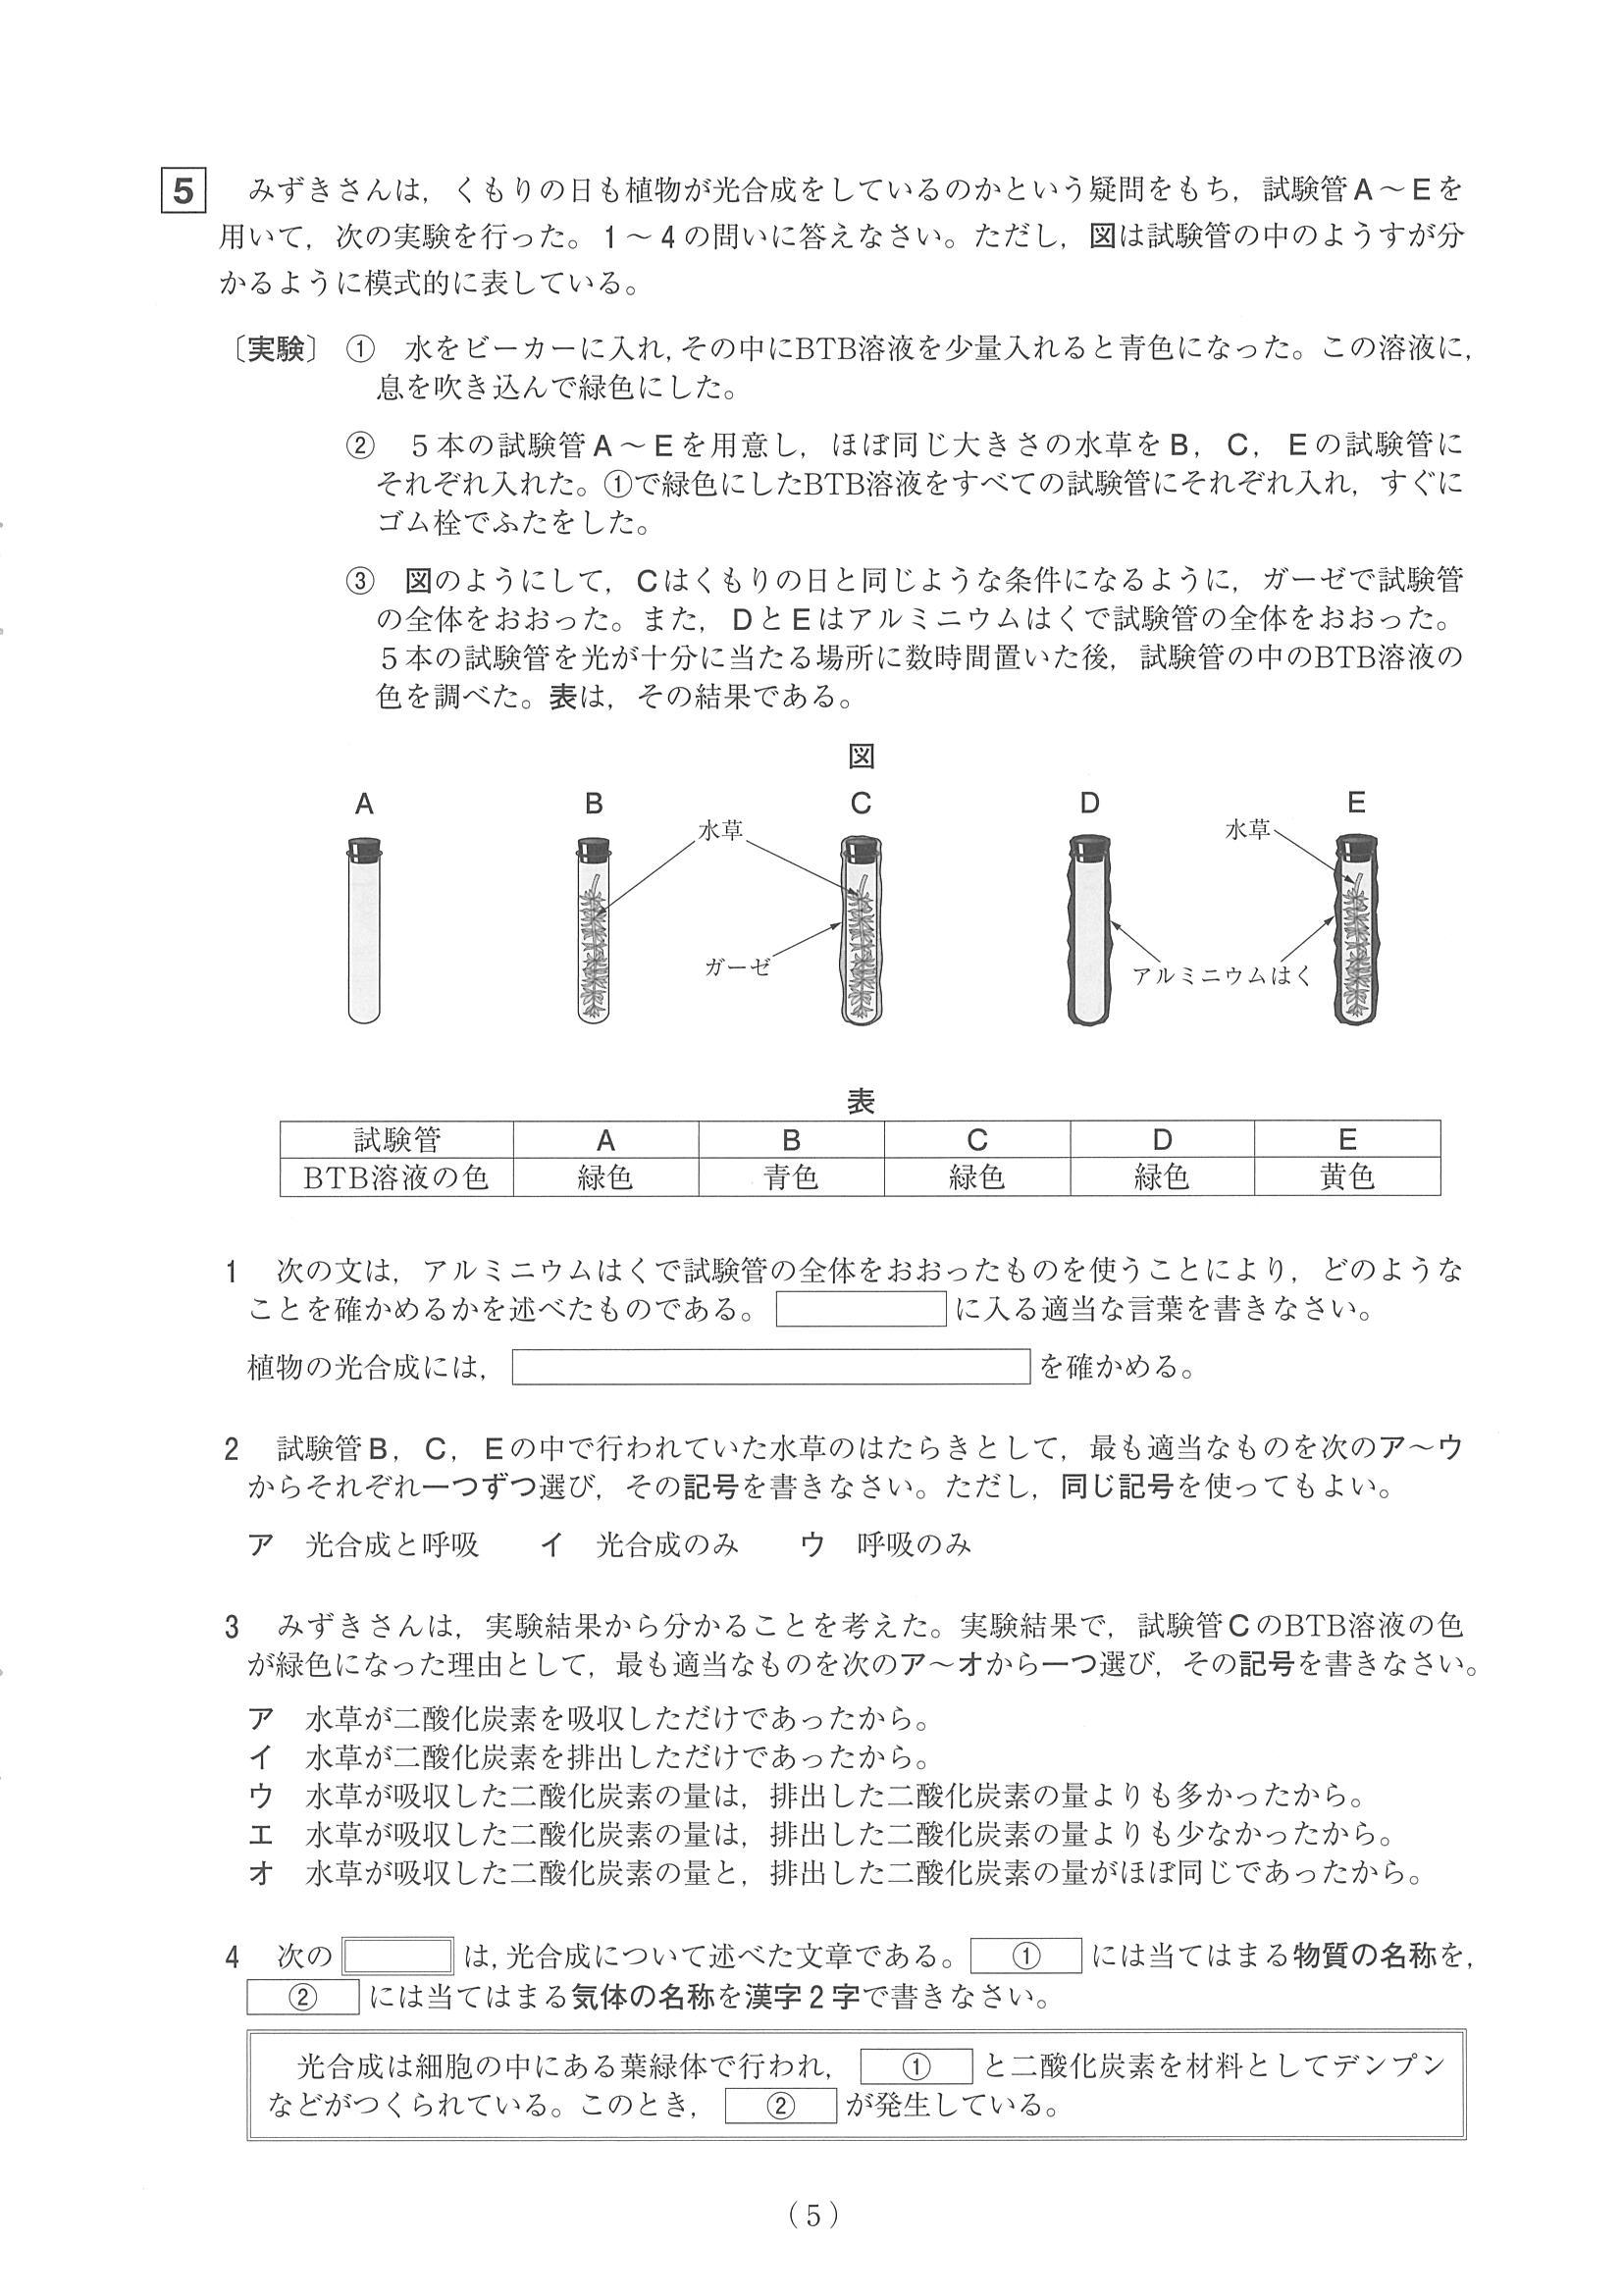 5　みずきさんは，くもりの日も植物が光合成をしているのかという疑問をもち，試験管A～Eを
用いて，次の実験を行った。1～4の問いに答えなさい。ただし，図は試験管の中のようすが分
かるように模式的に表している。
〔実験〕 ①　水をビーカーに入れ，その中にBTB溶液を少量入れると青色になった。この溶液に，
息を吹き込んで緑色にした。
②　5本の試験管A～Eを用意し，ほぼ同じ大きさの水草をB，C，Eの試験管に
それぞれ入れた。①で緑色にしたBTB溶液をすべての試験管にそれぞれ入れ，すぐに
ゴム栓でふたをした。
③　図のようにして，Cはくもりの日と同じような条件になるように，ガーゼで試験管
の全体をおおった。また，DとEはアルミニウムはくで試験管の全体をおおった。
5本の試験管を光が十分に当たる場所に数時間置いた後，試験管の中のBTB溶液の
色を調べた。表は，その結果である。
図
A　B　C　D　E
水草　水草
ガーゼ　アルミニウムはく
表
試験管　A　B　C　D　E
BTB溶液の色　緑色　青色　緑色　緑色　黄色
1　次の文は，アルミニウムはくで試験管の全体をおおったものを使うことにより，どのような
ことを確かめるかを述べたものである。　に入る適当な言葉を書きなさい。
植物の光合成には，　を確かめる。
2　試験管B，C，Eの中で行われていた水草のはたらきとして，最も適当なものを次のア～ウ
からそれぞれ一つずつ選び，その記号を書きなさい。ただし，同じ記号を使ってもよい。
ア　光合成と呼吸　イ　光合成のみ　ウ　呼吸のみ
3　みずきさんは，実験結果から分かることを考えた。実験結果で，試験管CのBTB溶液の色
が緑色になった理由として，最も適当なものを次のア～オから一つ選び，その記号を書きなさい。
ア　水草が二酸化炭素を吸収しただけであったから。
イ　水草が二酸化炭素を排出しただけであったから。
ウ　水草が吸収した二酸化炭素の量は，排出した二酸化炭素の量よりも多かったから。
エ　水草が吸収した二酸化炭素の量は，排出した二酸化炭素の量よりも少なかったから。
オ　水草が吸収した二酸化炭素の量と，排出した二酸化炭素の量がほぼ同じであったから。
4　次の　は，光合成について述べた文章である。 ① には当てはまる物質の名称を，
② には当てはまる気体の名称を漢字2字で書きなさい。
光合成は細胞の中にある葉緑体で行われ， ① と二酸化炭素を材料としてデンプン
などがつくられている。このとき， ② が発生している。
（5）